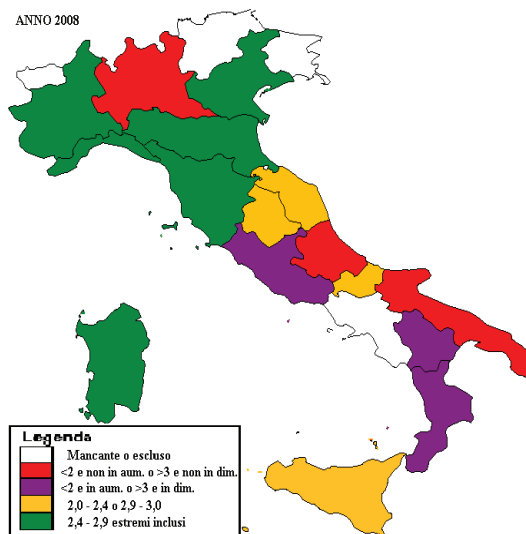 ANNO 2008
Legenda
Mancante o escluso
<2 e non in aum. o >3 e non in dim.
<2 e in aum. o >3 e in dim.
2,0 - 2,4 o 2,9 - 3,0
2,4 - 2,9 estremi inclusi